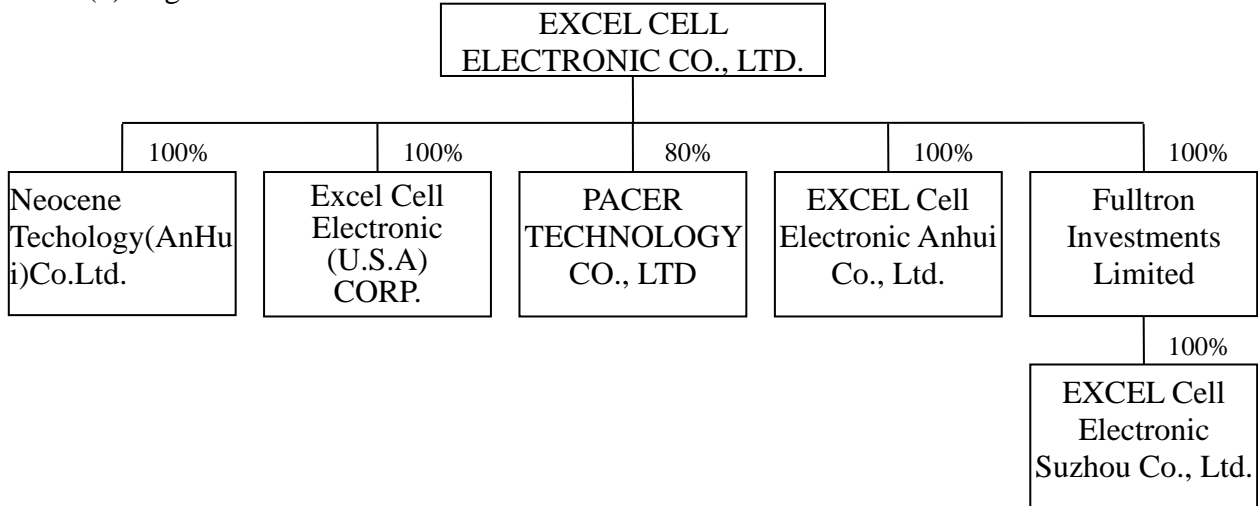 EXCEL CELL
ELECTRONIC CO., LTD.
100%
100%
80%
100%
100%
Neocene
Techology(AnHu
i)Co.Ltd.
Excel Cell
Electronic
(U.S.A)
CORP.
PACER
TECHNOLOGY
CO., LTD
EXCEL Cell
Electronic Anhui
Co., Ltd.
Fulltron
Investments
Limited
100%
EXCEL Cell
Electronic
Suzhou Co., Ltd.